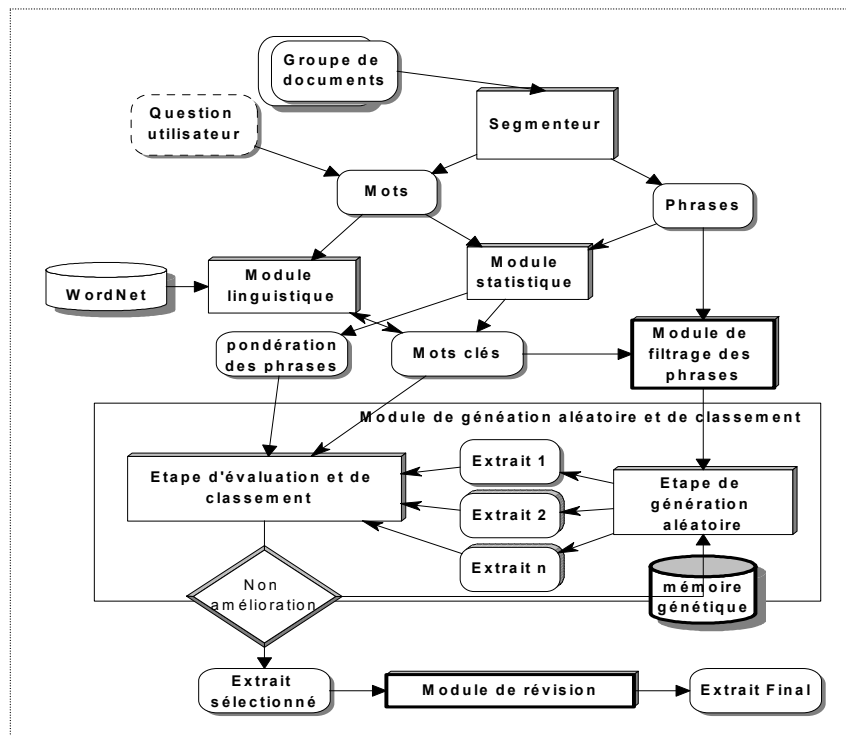 Groupe de
documents
Question
utilisateur
Segmenteur
Mots
Phrases
WordNet
Module
linguistique
Module
statistique
pondération
des phrases
Mots clés
Module de
filtrage des
phrases
Module de généation aléatoire et de classement
Etape d'évaluation et de
classement
Extrait 1
Extrait 2
Extrait n
Etape de
génération
aléatoire
Non
amélioration
mémoire
génétique
Extrait
sélectionné
Module de révision
Extrait Final